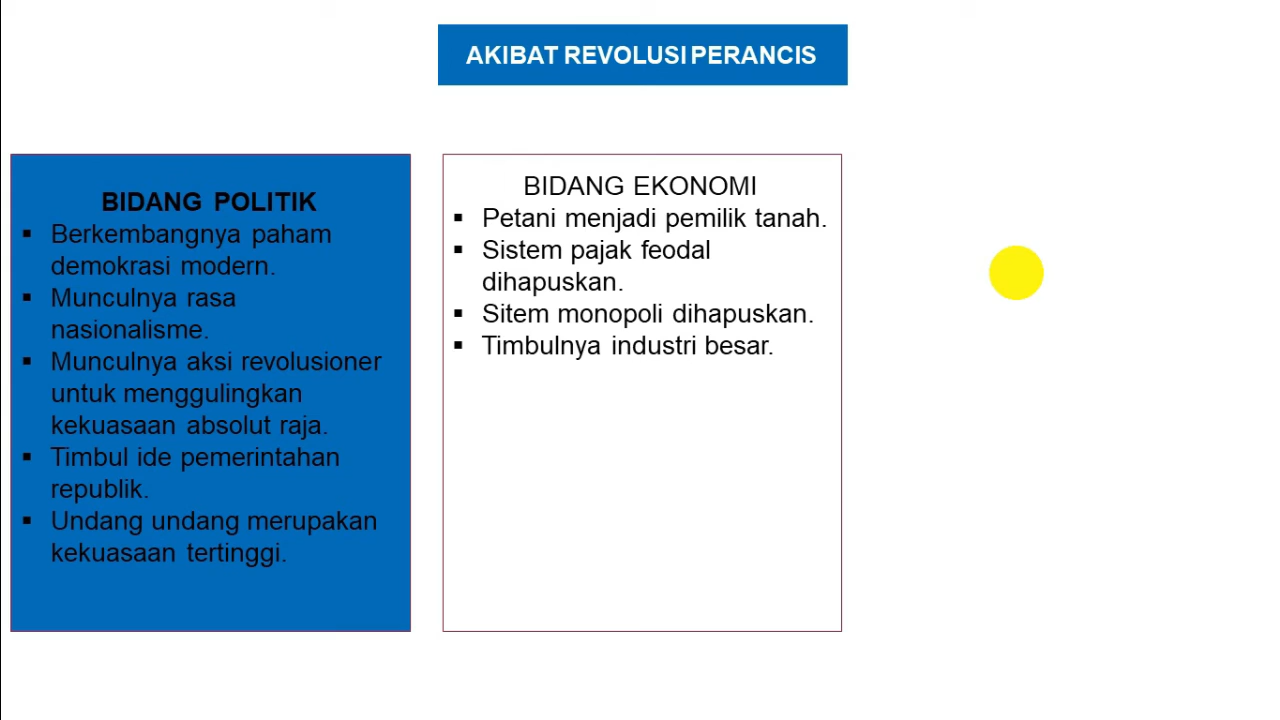 AKIBAT REVOLUSI PERANCIS
BIDANG POLITIK
▪ Berkembangnya paham
demokrasi modern.
▪ Munculnya rasa
nasionalisme.
▪ Munculnya aksi revolusioner
untuk menggulingkan
kekuasaan absolut raja.
▪ Timbul ide pemerintahan
republik.
▪ Undang undang merupakan
kekuasaan tertinggi.
BIDANG EKONOMI
▪ Petani menjadi pemilik tanah.
▪ Sistem pajak feodal
dihapuskan.
▪ Sitem monopoli dihapuskan.
▪ Timbulnya industri besar.